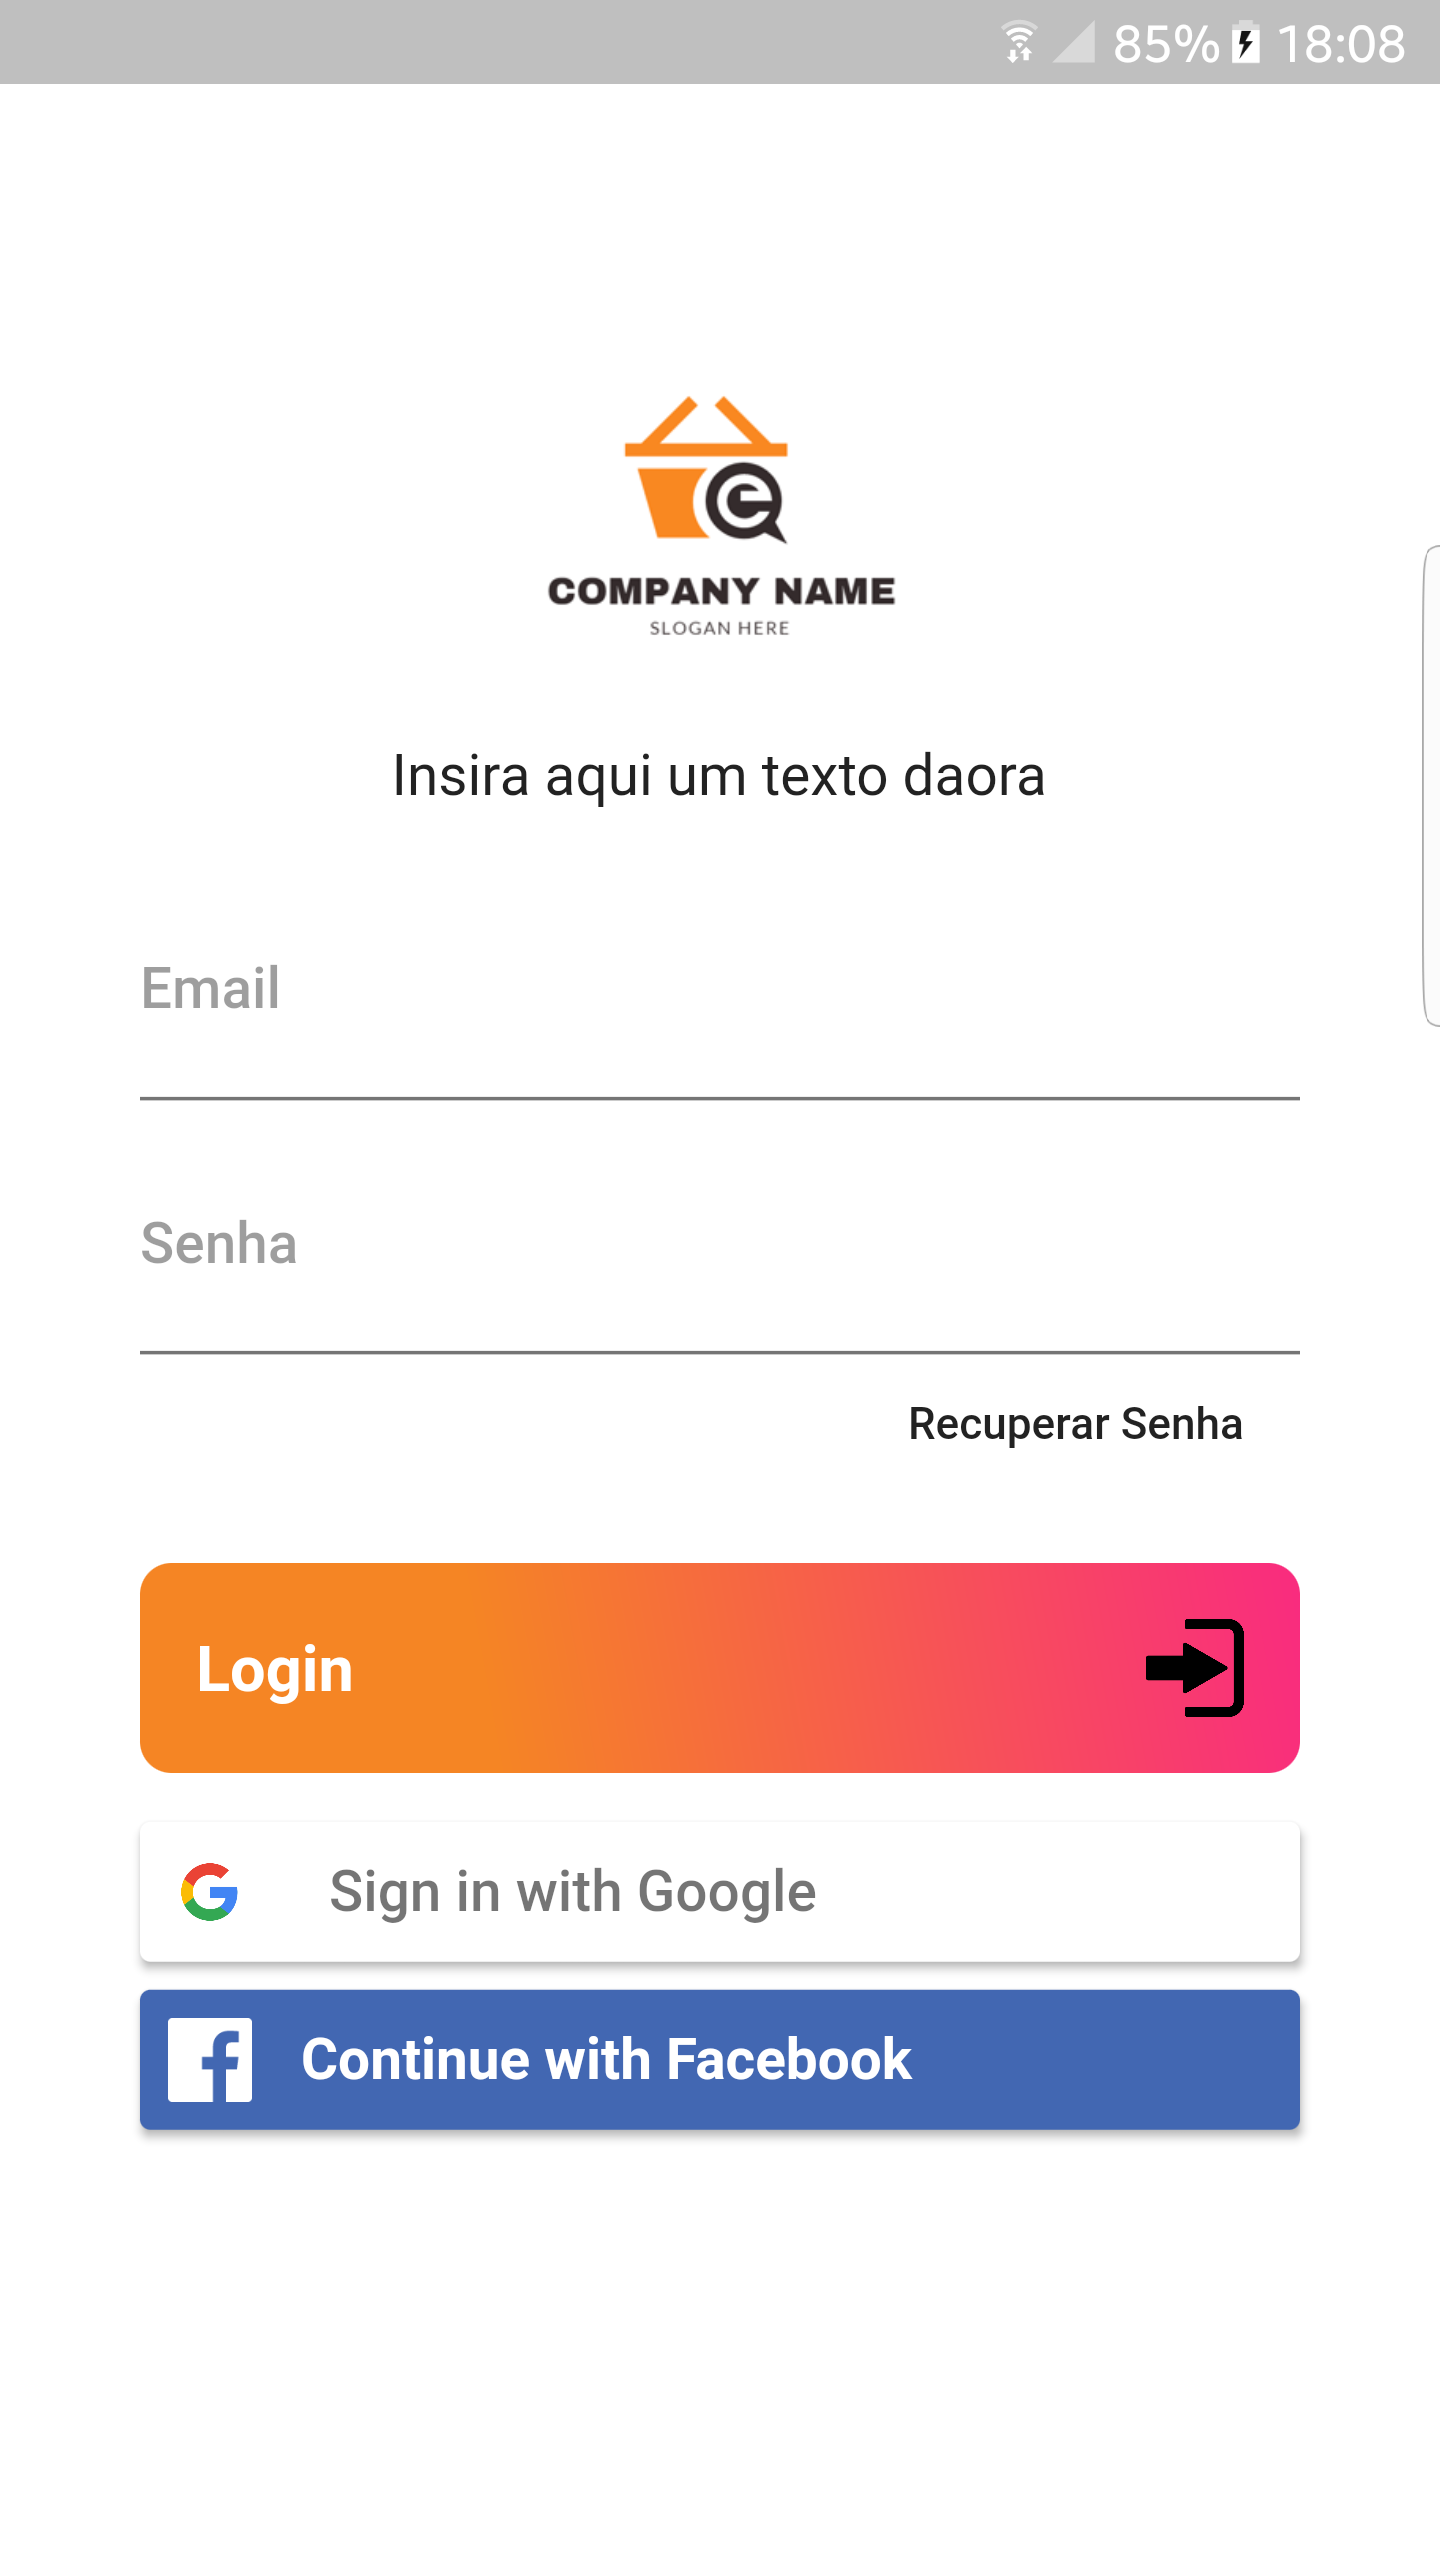 85% 18:08
COMPANY NAME
SLOGAN HERE
Insira aqui um texto daora
Email
Senha
Recuperar Senha
Login
Sign in with Google
Continue with Facebook